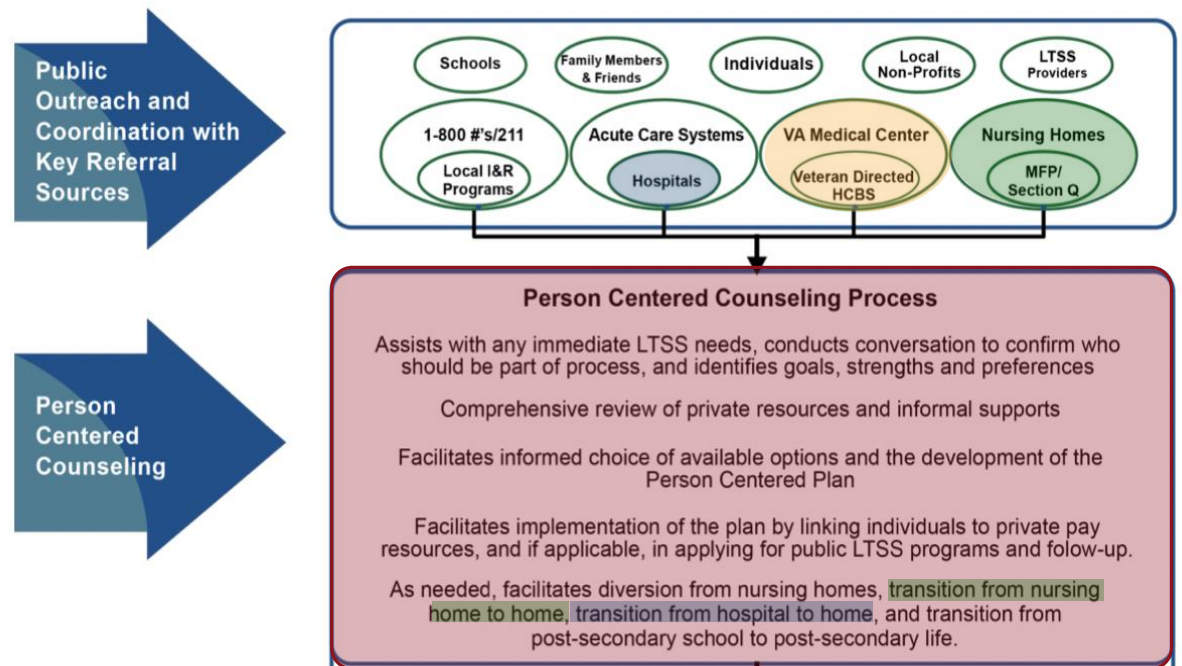 Public
Outreach and
Coordination with
Key Referral
Sources
Schools
Family Members
& Friends
Individuals
Local
Non-Profits
LTSS
Providers
1-800 #'s/211
Local I&R
Programs
Acute Care Systems
Hospitals
VA Medical Center
Veteran Directed
HCBS
Nursing Homes
MFP/
Section Q
Person
Centered
Counseling
Person Centered Counseling Process
Assists with any immediate LTSS needs, conducts conversation to confirm who
should be part of process, and identifies goals, strengths and preferences
Comprehensive review of private resources and informal supports
Facilitates informed choice of available options and the development of the
Person Centered Plan
Facilitates implementation of the plan by linking individuals to private pay
resources, and if applicable, in applying for public LTSS programs and folow-up.
As needed, facilitates diversion from nursing homes, transition from nursing
home to home, transition from hospital to home, and transition from
post-secondary school to post-secondary life.